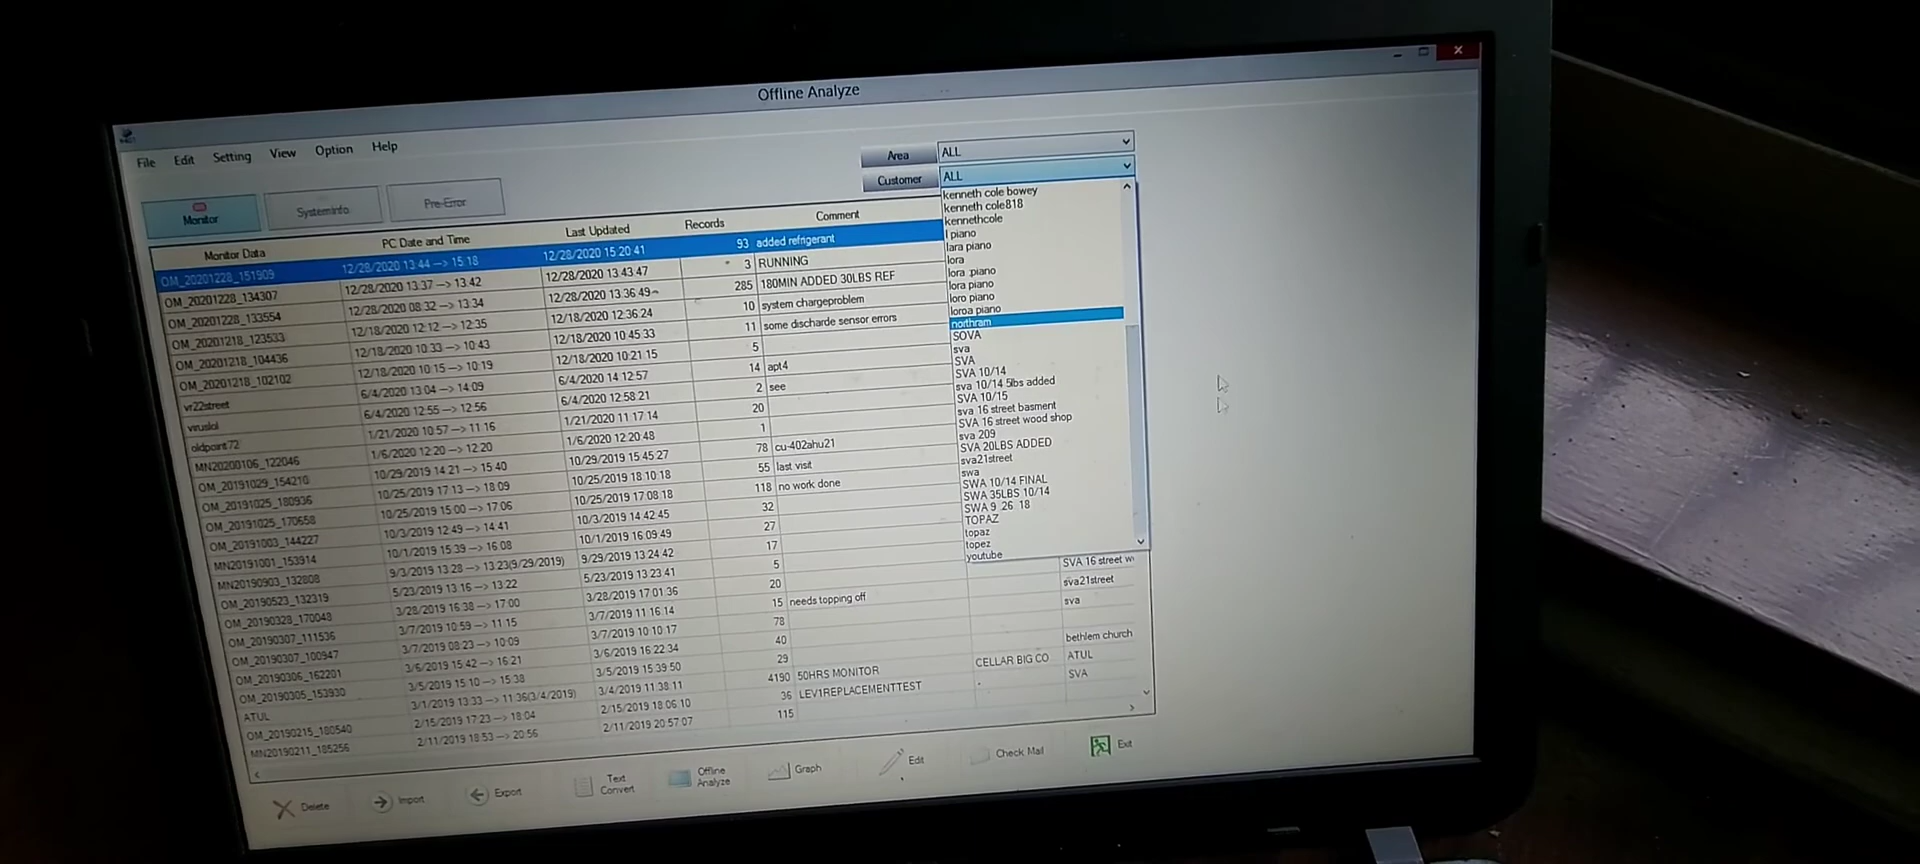 Offline Analyze
File Edit Setting View Option Help
Area ALL
Customer ALL
Monitor SystemInfo Pre-Error
Monitor Data PC Date and Time Last Updated Records Comment
OM_20201228_151909 12/28/2020 13:44 --> 15:18 12/28/2020 15:20:41 93 added refrigerant
OM_20201228_134307 12/28/2020 13:37 --> 13:42 12/28/2020 13:43:47 3 RUNNING
OM_20201228_133554 12/28/2020 08:32 --> 13:34 12/28/2020 13:36:49 285 180MIN ADDED 30LBS REF
OM_20201218_123533 12/18/2020 12:12 --> 12:35 12/18/2020 12:36:24 10 system chargeproblem
OM_20201218_104436 12/18/2020 10:33 --> 10:43 12/18/2020 10:45:33 11 some discharde sensor errors
OM_20201218_102102 12/18/2020 10:15 --> 10:19 12/18/2020 10:21:15 5
vr22street 6/4/2020 13:04 --> 14:09 6/4/2020 14:12:57 14 apt4
viruslol 6/4/2020 12:55 --> 12:56 6/4/2020 12:58:21 2 see
oldpoint72 1/21/2020 10:57 --> 11:16 1/21/2020 11:17:14 20
MN20200106_122046 1/6/2020 12:20 --> 12:20 1/6/2020 12:20:48 1
OM_20191029_154210 10/29/2019 14:21 --> 15:40 10/29/2019 15:45:27 78 cu-402ahu21
OM_20191025_180936 10/25/2019 17:13 --> 18:09 10/25/2019 18:10:18 55 last visit
OM_20191025_170658 10/25/2019 15:00 --> 17:06 10/25/2019 17:08:18 118 no work done
OM_20191003_144227 10/3/2019 12:49 --> 14:41 10/3/2019 14:42:45 32
MN20191001_153914 10/1/2019 15:39 --> 16:08 10/1/2019 16:09:49 27
MN20190903_132808 9/3/2019 13:28 --> 13:23(9/29/2019) 9/29/2019 13:24:42 17
OM_20190523_132319 5/23/2019 13:16 --> 13:22 5/23/2019 13:23:41 5 SVA 16 street w
OM_20190328_170048 3/28/2019 16:38 --> 17:00 3/28/2019 17:01:36 20 sva21street
OM_20190307_111536 3/7/2019 10:59 --> 11:15 3/7/2019 11:16:14 15 needs topping off sva
OM_20190307_100947 3/7/2019 08:23 --> 10:09 3/7/2019 10:10:17 78
OM_20190306_162201 3/6/2019 15:42 --> 16:21 3/6/2019 16:22:34 40 bethlem church
OM_20190305_153930 3/5/2019 15:10 --> 15:38 3/5/2019 15:39:50 29
ATUL 3/1/2019 13:33 --> 11:36(3/4/2019) 3/4/2019 11:38:11 4190 50HRS MONITOR CELLAR BIG CO ATUL
OM_20190215_180540 2/15/2019 17:23 --> 18:04 2/15/2019 18:06:10 36 LEV1REPLACEMENTTEST SVA
MN20190211_185256 2/11/2019 18:53 --> 20:56 2/11/2019 20:57:07 115
kenneth cole bowey
kenneth cole818
kennethcole
l piano
lara piano
lora
lora piano
lora piano
loro piano
loroa piano
northram
SOVA
sva
SVA
SVA 10/14
sva 10/14 5lbs added
SVA 10/15
sva 16 street basment
SVA 16 street wood shop
sva 209
SVA 20LBS ADDED
sva21street
swa
SWA 10/14 FINAL
SWA 35LBS 10/14
SWA 9 26 18
TOPAZ
topaz
topez
youtube
Delete Import Export Text Convert Offline Analyze Graph Edit Check Mail Exit